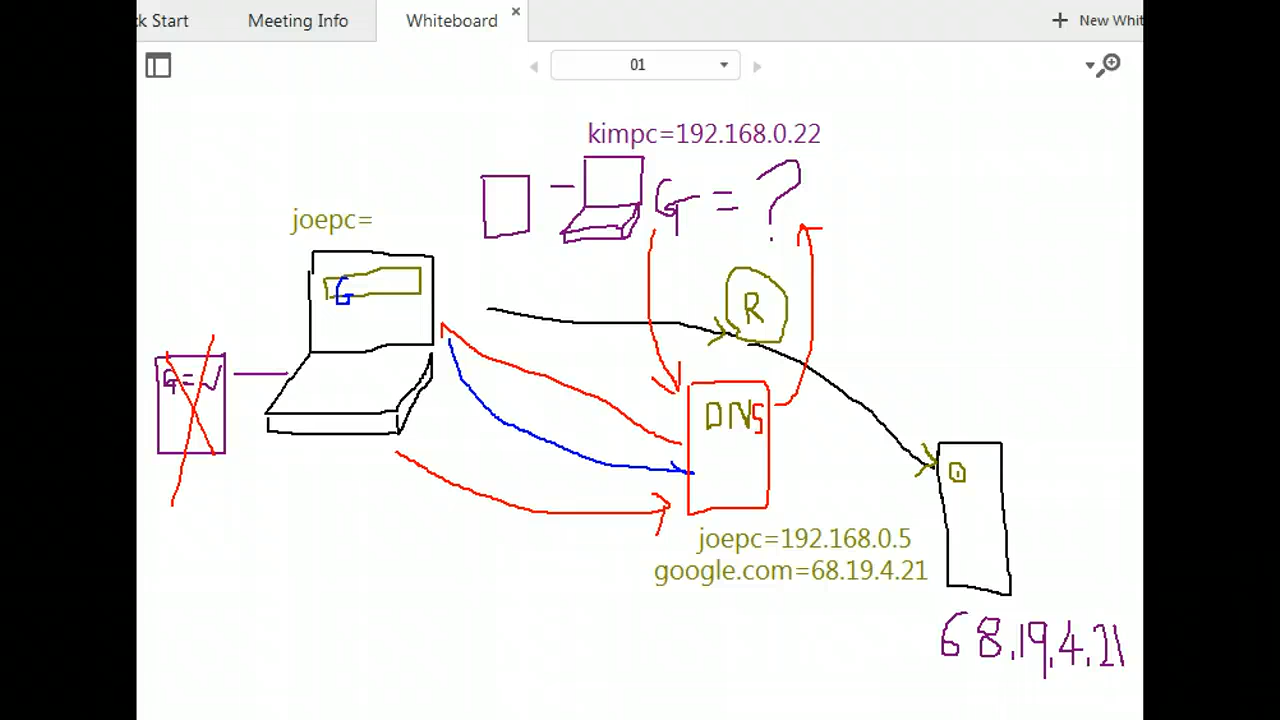 ck Start Meeting Info Whiteboard × + New Whit
01
kimpc=192.168.0.22
G = ?
joepc=
G
R
G=√
DNS
joepc=192.168.0.5
google.com=68.19.4.21
68.19.4.21